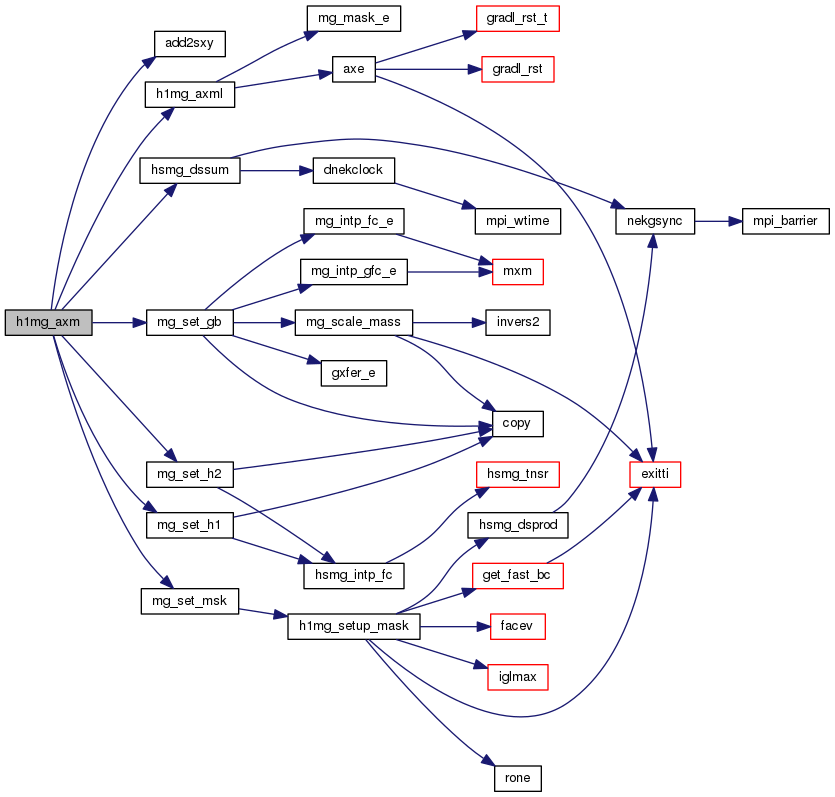 mg_mask_e
gradl_rst_t
add2sxy
axe
gradl_rst
h1mg_axml
hsmg_dssum
dnekclock
mg_intp_fc_e
mpi_wtime
nekgsync
mpi_barrier
mg_intp_gfc_e
mxm
h1mg_axm
mg_set_gb
mg_scale_mass
invers2
gxfer_e
copy
mg_set_h2
hsmg_tnsr
exitti
mg_set_h1
hsmg_dsprod
hsmg_intp_fc
get_fast_bc
mg_set_msk
h1mg_setup_mask
facev
iglmax
rone